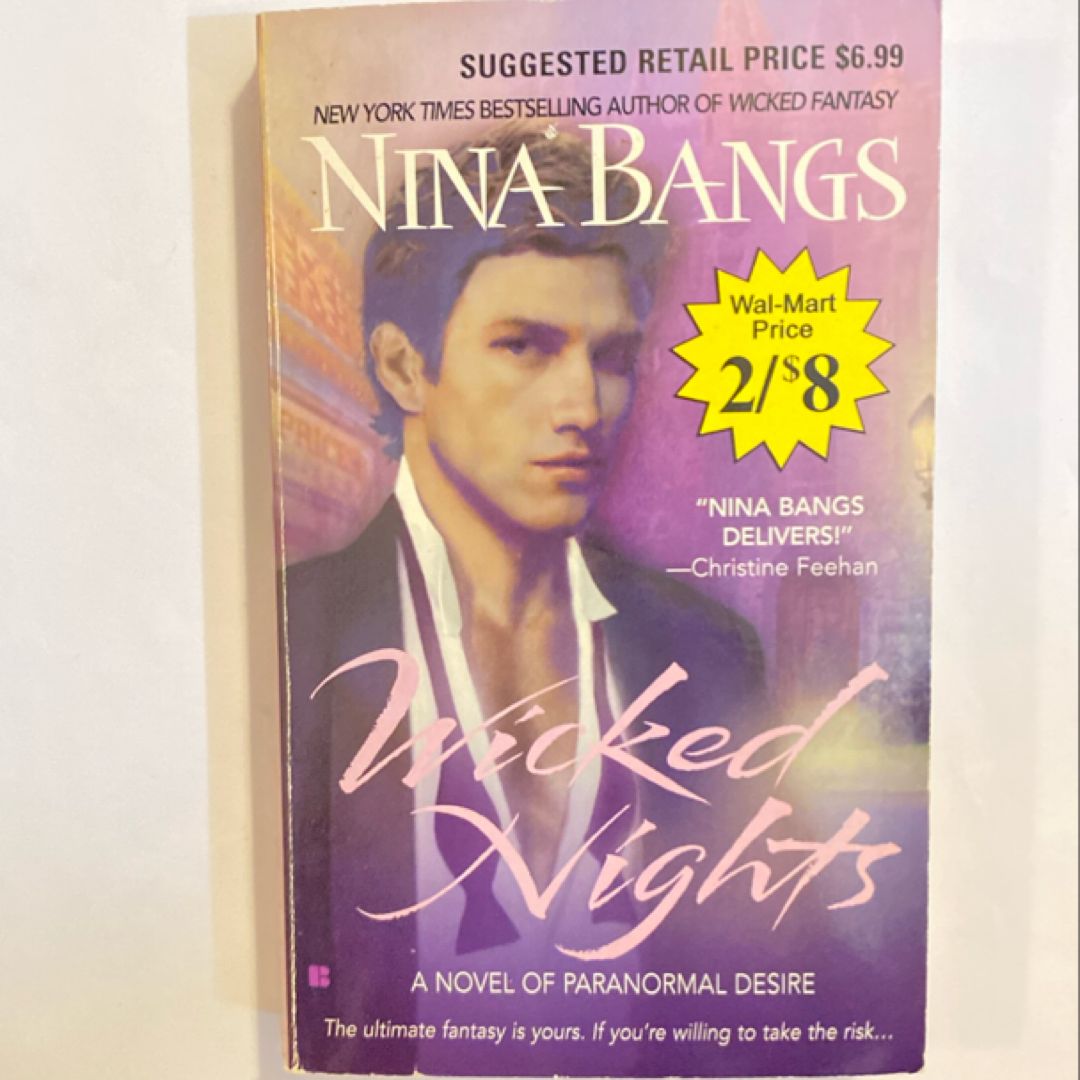 SUGGESTED RETAIL PRICE $6.99
NEW YORK TIMES BESTSELLING AUTHOR OF WICKED FANTASY
NINA BANGS
Wal-Mart
Price
2/$8
“NINA BANGS
DELIVERS!”
—Christine Feehan
Wicked
Nights
A NOVEL OF PARANORMAL DESIRE
The ultimate fantasy is yours. If you’re willing to take the risk...